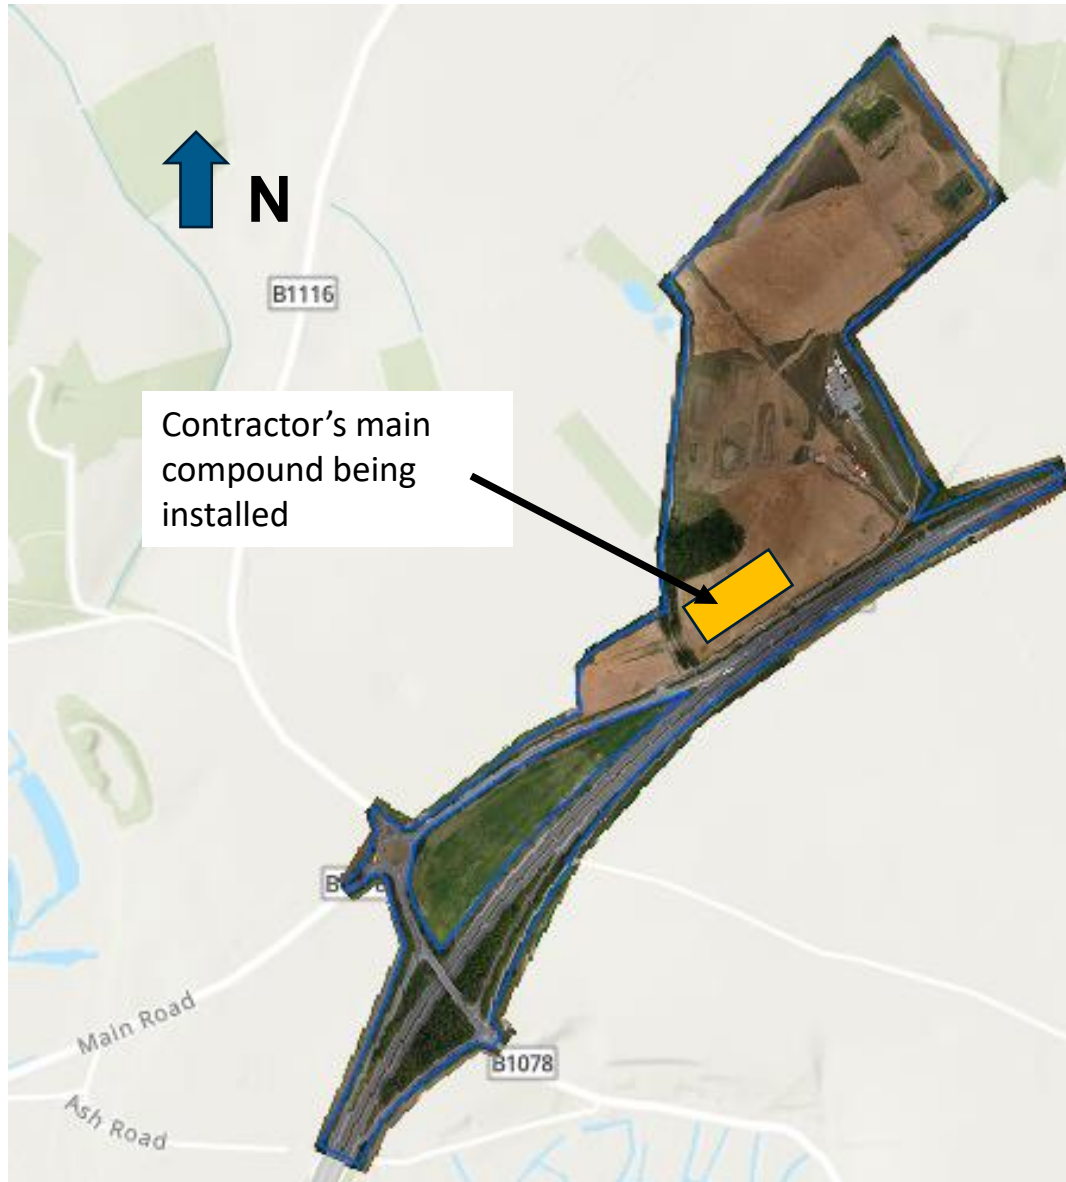 N
B1116
Contractor's main
compound being
installed
Main Road
B1078
Ash Road